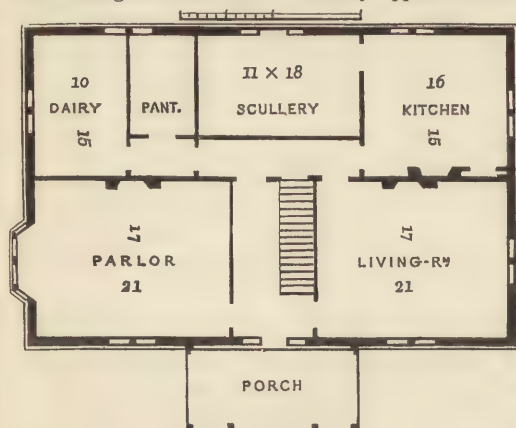 11 × 18
10
16
DAIRY
PANT.
SCULLERY
KITCHEN
15
15
17
17
PARLOR
LIVING-RM
21
21
PORCH